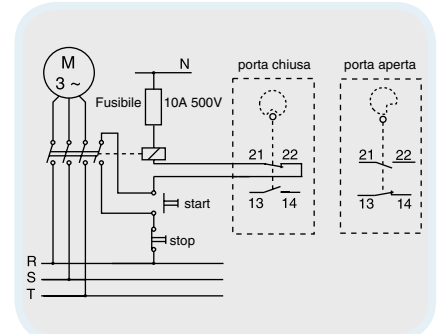 M
3 ~
N
Fusibile 10A 500V
porta chiusa
porta aperta
21 22
13 14
21 22
13 14
start
stop
R
S
T